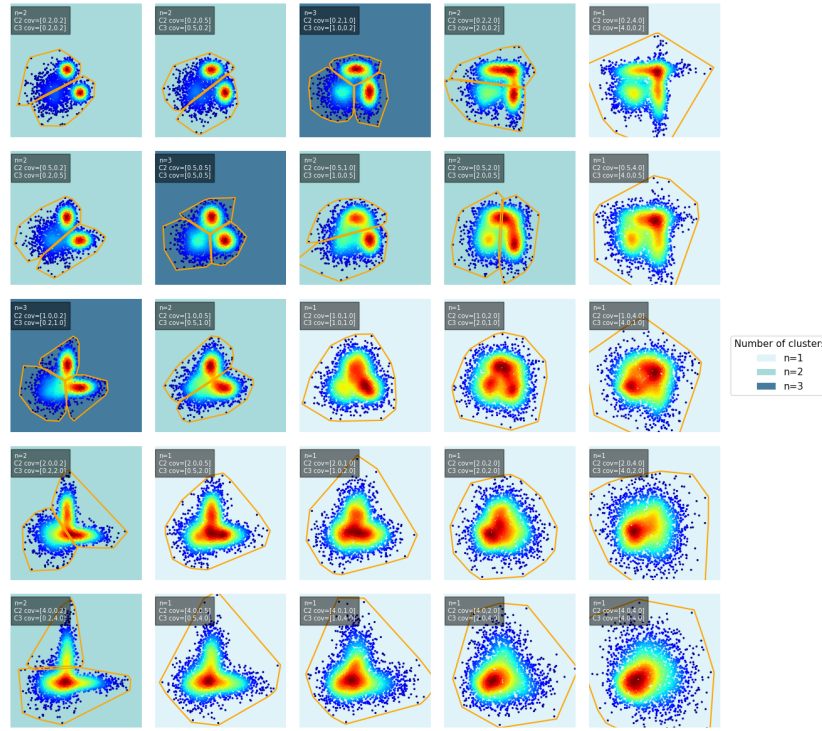 n=2
C2 cov=[0.2,0.2]
C3 cov=[0.2,0.2]
n=2
C2 cov=[0.2,0.5]
C3 cov=[0.5,0.2]
n=3
C2 cov=[0.2,1.0]
C3 cov=[1.0,0.2]
n=2
C2 cov=[0.2,2.0]
C3 cov=[2.0,0.2]
n=1
C2 cov=[0.2,4.0]
C3 cov=[4.0,0.2]
n=2
C2 cov=[0.5,0.2]
C3 cov=[0.2,0.5]
n=3
C2 cov=[0.5,0.5]
C3 cov=[0.5,0.5]
n=2
C2 cov=[0.5,1.0]
C3 cov=[1.0,0.5]
n=2
C2 cov=[0.5,2.0]
C3 cov=[2.0,0.5]
n=1
C2 cov=[0.5,4.0]
C3 cov=[4.0,0.5]
n=3
C2 cov=[1.0,0.2]
C3 cov=[0.2,1.0]
n=2
C2 cov=[1.0,0.5]
C3 cov=[0.5,1.0]
n=1
C2 cov=[1.0,1.0]
C3 cov=[1.0,1.0]
n=1
C2 cov=[1.0,2.0]
C3 cov=[2.0,1.0]
n=1
C2 cov=[1.0,4.0]
C3 cov=[4.0,1.0]
Number of clusters
n=1
n=2
n=3
n=2
C2 cov=[2.0,0.2]
C3 cov=[0.2,2.0]
n=1
C2 cov=[2.0,0.5]
C3 cov=[0.5,2.0]
n=1
C2 cov=[2.0,1.0]
C3 cov=[1.0,2.0]
n=1
C2 cov=[2.0,2.0]
C3 cov=[2.0,2.0]
n=1
C2 cov=[2.0,4.0]
C3 cov=[4.0,2.0]
n=2
C2 cov=[4.0,0.2]
C3 cov=[0.2,4.0]
n=1
C2 cov=[4.0,0.5]
C3 cov=[0.5,4.0]
n=1
C2 cov=[4.0,1.0]
C3 cov=[1.0,4.0]
n=1
C2 cov=[4.0,2.0]
C3 cov=[2.0,4.0]
n=1
C2 cov=[4.0,4.0]
C3 cov=[4.0,4.0]